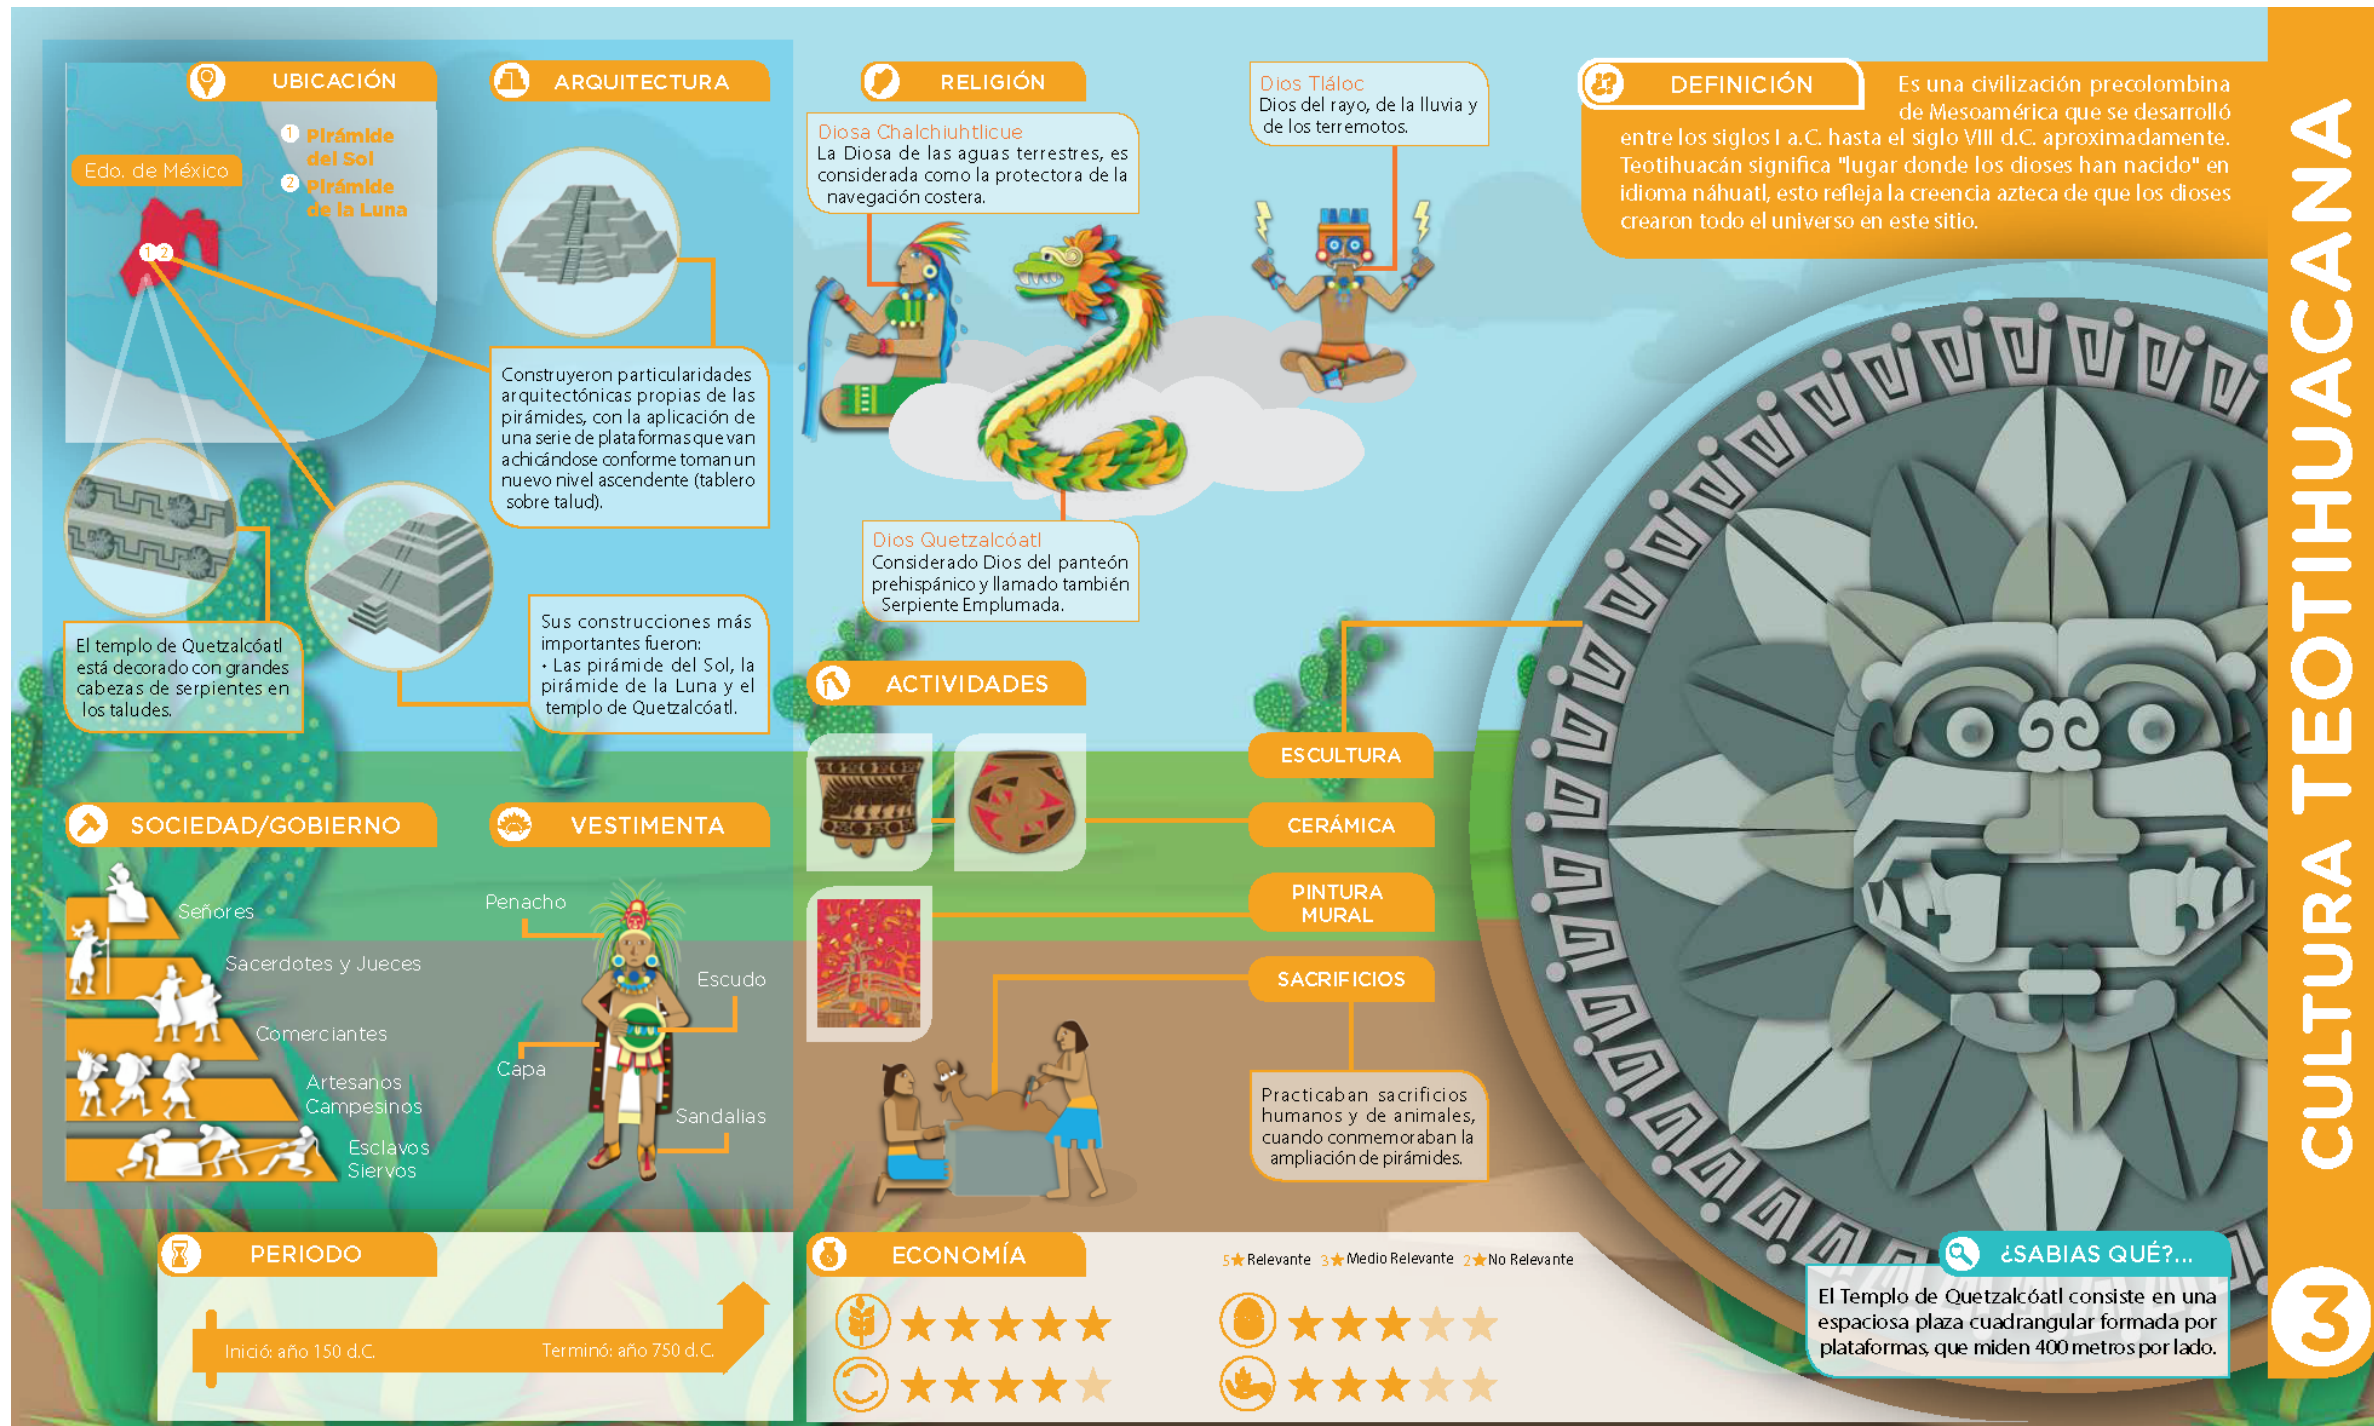 UBICACIÓN
Edo. de México
1 Pirámide
del Sol
2 Pirámide
de la Luna
1 2
ARQUITECTURA
Construyeron particularidades
arquitectónicas propias de las
pirámides, con la aplicación de
una serie de plataformas que van
achicándose conforme toman un
nuevo nivel ascendente (tablero
sobre talud).
El templo de Quetzalcóatl
está decorado con grandes
cabezas de serpientes en
los taludes.
Sus construcciones más
importantes fueron:
• Las pirámide del Sol, la
pirámide de la Luna y el
templo de Quetzalcóatl.
RELIGIÓN
Diosa Chalchiuhtlicue
La Diosa de las aguas terrestres, es
considerada como la protectora de la
navegación costera.
Dios Tláloc
Dios del rayo, de la lluvia y
de los terremotos.
Dios Quetzalcóatl
Considerado Dios del panteón
prehispánico y llamado también
Serpiente Emplumada.
DEFINICIÓN
Es una civilización precolombina
de Mesoamérica que se desarrolló
entre los siglos I a.C. hasta el siglo VIII d.C. aproximadamente.
Teotihuacán significa "lugar donde los dioses han nacido" en
idioma náhuatl, esto refleja la creencia azteca de que los dioses
crearon todo el universo en este sitio.
SOCIEDAD/GOBIERNO
Señores
Sacerdotes y Jueces
Comerciantes
Artesanos
Campesinos
Esclavos
Siervos
VESTIMENTA
Penacho
Escudo
Capa
Sandalias
ACTIVIDADES
ESCULTURA
CERÁMICA
PINTURA
MURAL
SACRIFICIOS
Practicaban sacrificios
humanos y de animales,
cuando conmemoraban la
ampliación de pirámides.
PERIODO
Inició: año 150 d.C.
Terminó: año 750 d.C.
ECONOMÍA
5★Relevante 3★Medio Relevante 2★No Relevante
¿SABIAS QUÉ?...
El Templo de Quetzalcóatl consiste en una
espaciosa plaza cuadrangular formada por
plataformas, que miden 400 metros por lado.
CULTURA TEOTIHUACANA
3